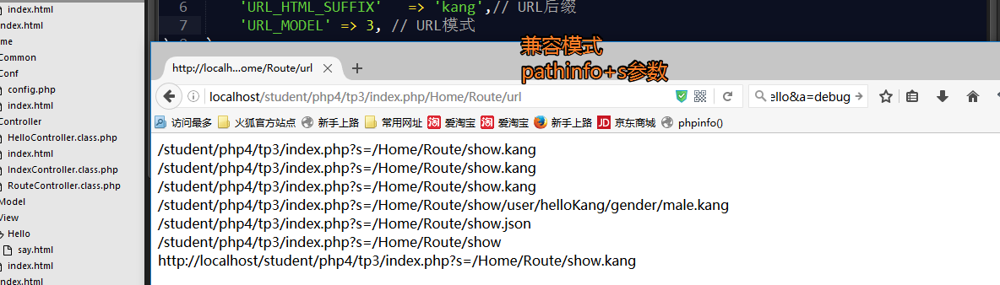 index.html
index.html
me
Common
Conf
config.php
index.html
Controller
HelloController.class.php
index.html
IndexController.class.php
RouteController.class.php
Model
View
Hello
say.html
index.html
index.html
6 'URL_HTML_SUFFIX' => 'kang',// URL后缀
7 'URL_MODEL' => 3, // URL模式
兼容模式
pathinfo+s参数
http://localh...ome/Route/url
localhost/student/php4/tp3/index.php/Home/Route/url
ello&a=debug
访问最多 火狐官方站点 新手上路 常用网址 淘 爱淘宝 淘 爱淘宝 新手上路 JD 京东商城 phpinfo()
/student/php4/tp3/index.php?s=/Home/Route/show.kang
/student/php4/tp3/index.php?s=/Home/Route/show.kang
/student/php4/tp3/index.php?s=/Home/Route/show.kang
/student/php4/tp3/index.php?s=/Home/Route/show/user/helloKang/gender/male.kang
/student/php4/tp3/index.php?s=/Home/Route/show.json
/student/php4/tp3/index.php?s=/Home/Route/show
http://localhost/student/php4/tp3/index.php?s=/Home/Route/show.kang